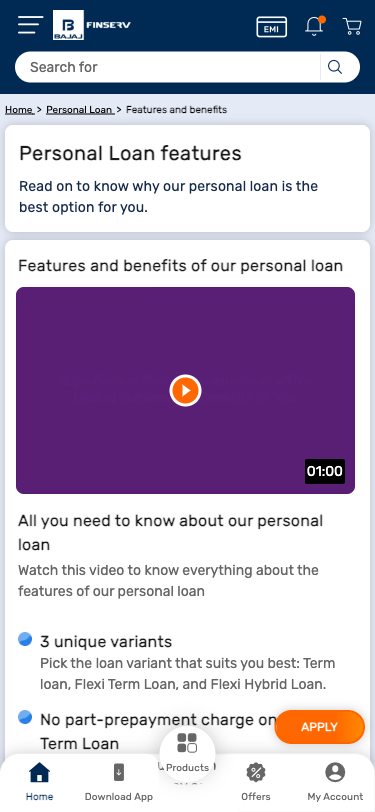 B
BAJAJ FINSERV
EMI
Search for
Home > Personal Loan > Features and benefits
Personal Loan features
Read on to know why our personal loan is the
best option for you.
Features and benefits of our personal loan
01:00
All you need to know about our personal
loan
Watch this video to know everything about the
features of our personal loan
3 unique variants
Pick the loan variant that suits you best: Term
loan, Flexi Term Loan, and Flexi Hybrid Loan.
No part-prepayment charge on
Term Loan
APPLY
Home
Download App
Products
Offers
My Account